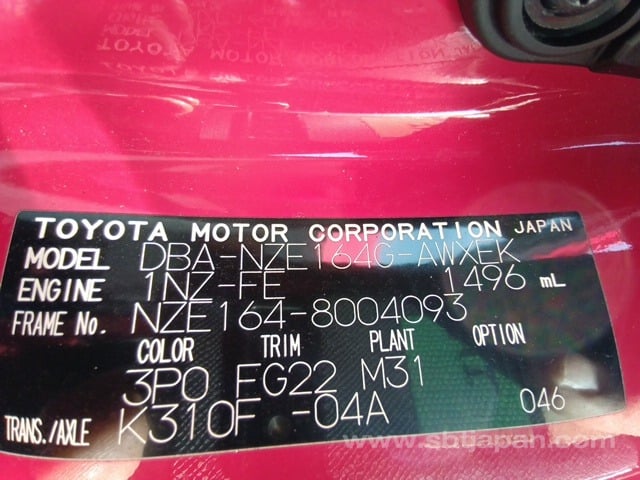 TOYOTA MOTOR CORPORATION JAPAN
MODEL DBA-NZE164G-AWXEK
ENGINE 1NZ-FE 1496 mL
FRAME No. NZE164-8004093
COLOR TRIM PLANT OPTION
3P0 FG22 M31
TRANS./AXLE K310F -04A 046
www.sbtjapan.com